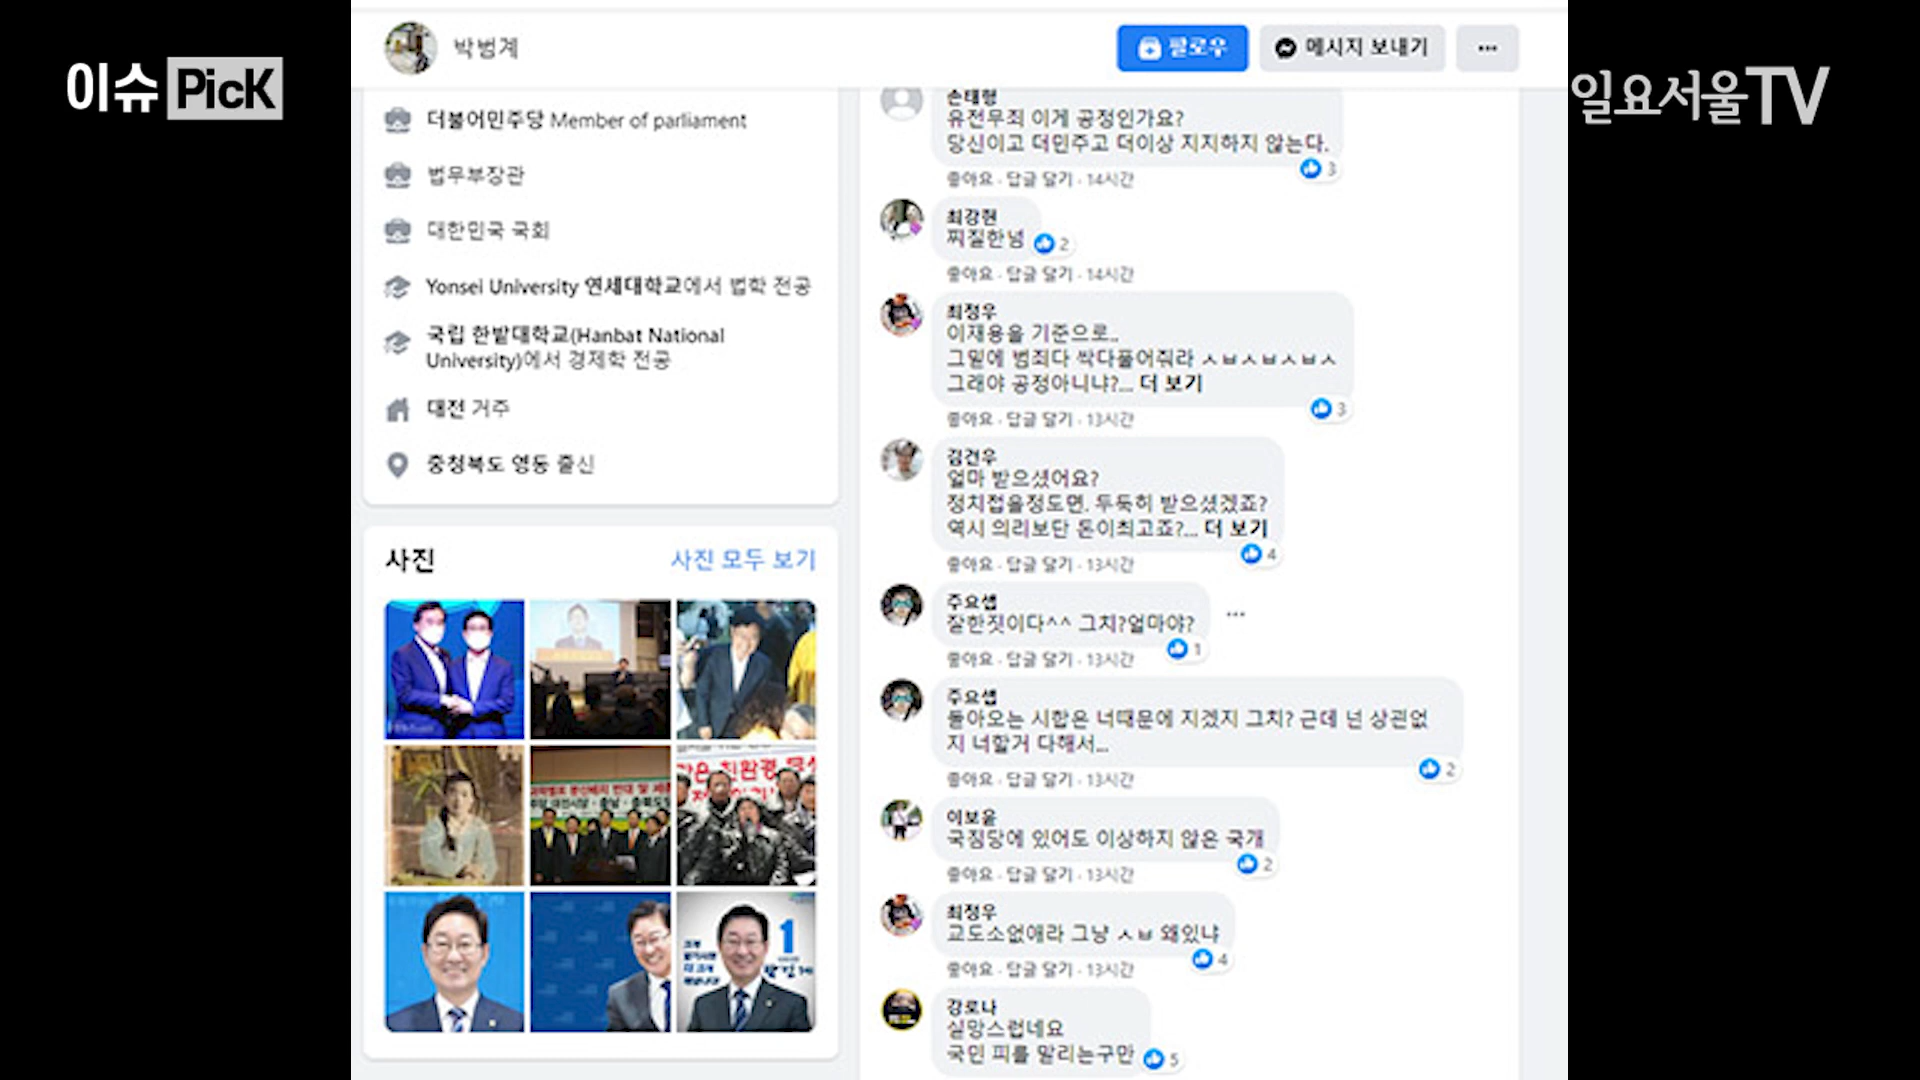 이슈 PicK
일요서울TV
박범계
팔로우
메시지 보내기
더불어민주당 Member of parliament
법무부장관
대한민국 국회
Yonsei University 연세대학교에서 법학 전공
국립 한밭대학교(Hanbat National
University)에서 경제학 전공
대전 거주
충청북도 영동 출신
사진
사진 모두 보기
1
손태형
유전무죄 이게 공정인가요?
당신이고 더민주고 더이상 지지하지 않는다.
3
좋아요 · 답글 달기 · 14시간
최강현
찌질한넘
2
좋아요 · 답글 달기 · 14시간
최정우
이재용을 기준으로..
그밑에 범죄다 싹다풀어줘라 ㅅㅂㅅㅂㅅㅂㅅ
그래야 공정아니냐?... 더 보기
3
좋아요 · 답글 달기 · 13시간
김건우
얼마 받으셨어요?
정치접을정도면. 두둑히 받으셨겠죠?
역시 의리보단 돈이최고죠?... 더 보기
4
좋아요 · 답글 달기 · 13시간
주요셉
잘한짓이다^^ 그치?얼마야?
1
좋아요 · 답글 달기 · 13시간
주요셉
돌아오는 시합은 너때문에 지겠지 그치? 근데 넌 상관없
지 너할거 다해서...
2
좋아요 · 답글 달기 · 13시간
이보윤
국짐당에 있어도 이상하지 않은 국개
2
좋아요 · 답글 달기 · 13시간
최정우
교도소없애라 그냥 ㅅㅂ 왜있냐
4
좋아요 · 답글 달기 · 13시간
강로나
실망스럽네요
국민 피를 말리는구만
5